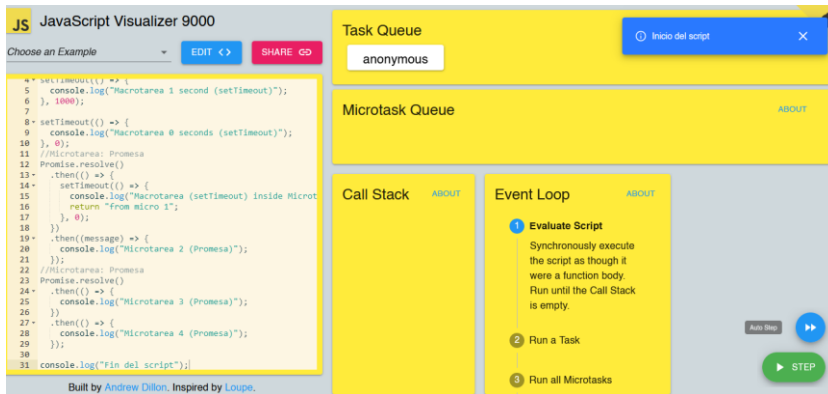 JS
JavaScript Visualizer 9000
Choose an Example
EDIT <>
SHARE
4 setTimeout(() => {
5 console.log("Macrotarea 1 second (setTimeout)");
6 }, 1000);
7
8 setTimeout(() => {
9 console.log("Macrotarea 0 seconds (setTimeout)");
10 }, 0);
11 //Microtarea: Promesa
12 Promise.resolve()
13 .then(() => {
14 setTimeout(() => {
15 console.log("Macrotarea (setTimeout) inside Microt
16 return "from micro 1";
17 }, 0);
18 })
19 .then((message) => {
20 console.log("Microtarea 2 (Promesa)");
21 });
22 //Microtarea: Promesa
23 Promise.resolve()
24 .then(() => {
25 console.log("Microtarea 3 (Promesa)");
26 })
27 .then(() => {
28 console.log("Microtarea 4 (Promesa)");
29 });
30
31 console.log("Fin del script");
Built by Andrew Dillon. Inspired by Loupe.
Task Queue
anonymous
Inicio del script
Microtask Queue
ABOUT
Call Stack
ABOUT
Event Loop
ABOUT
1 Evaluate Script
Synchronously execute
the script as though it
were a function body.
Run until the Call Stack
is empty.
2 Run a Task
3 Run all Microtasks
Auto Step
STEP